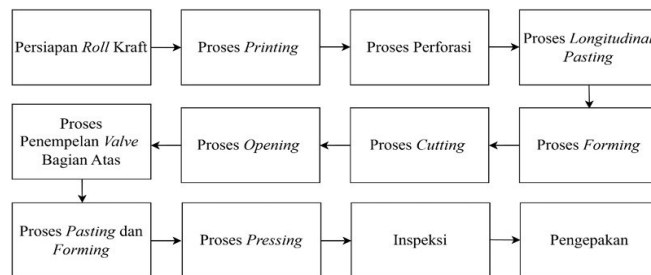 Persiapan Roll Kraft
Proses Printing
Proses Perforasi
Proses Longitudinal
Pasting
Proses
Penempelan Valve
Bagian Atas
Proses Opening
Proses Cutting
Proses Forming
Proses Pasting dan
Forming
Proses Pressing
Inspeksi
Pengepakan